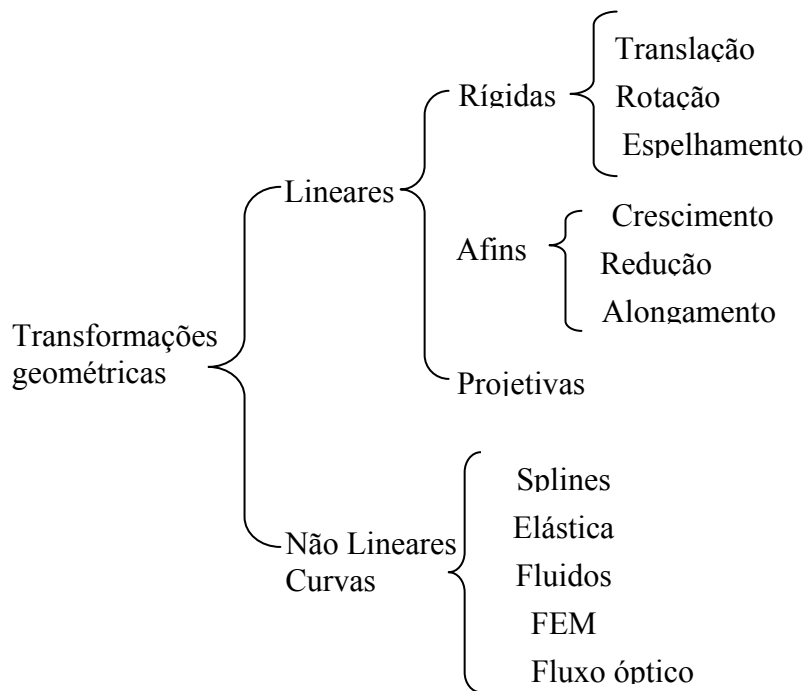 Transformações
geométricas
Lineares
Rígidas
Translação
Rotação
Espelhamento
Afins
Crescimento
Redução
Alongamento
Projetivas
Não Lineares
Curvas
Splines
Elástica
Fluidos
FEM
Fluxo óptico